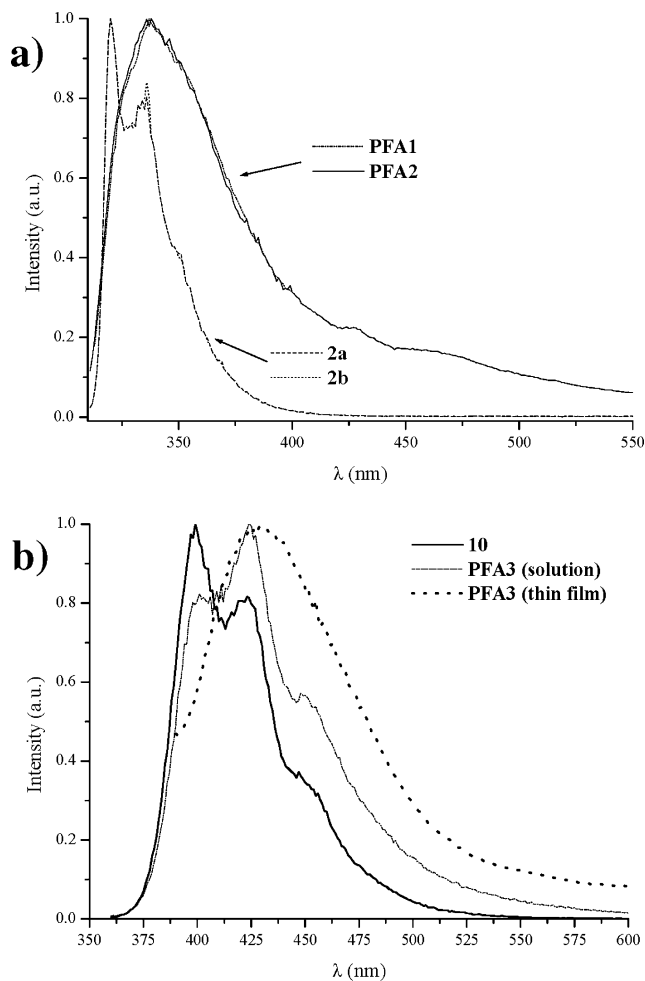 a)
1.0
0.8
0.6
0.4
0.2
0.0
Intensity (a.u.)
PFA1
PFA2
2a
2b
350 400 450 500 550
λ (nm)
b)
1.0
0.8
0.6
0.4
0.2
0.0
Intensity (a.u.)
10
PFA3 (solution)
PFA3 (thin film)
350 375 400 425 450 475 500 525 550 575 600
λ (nm)